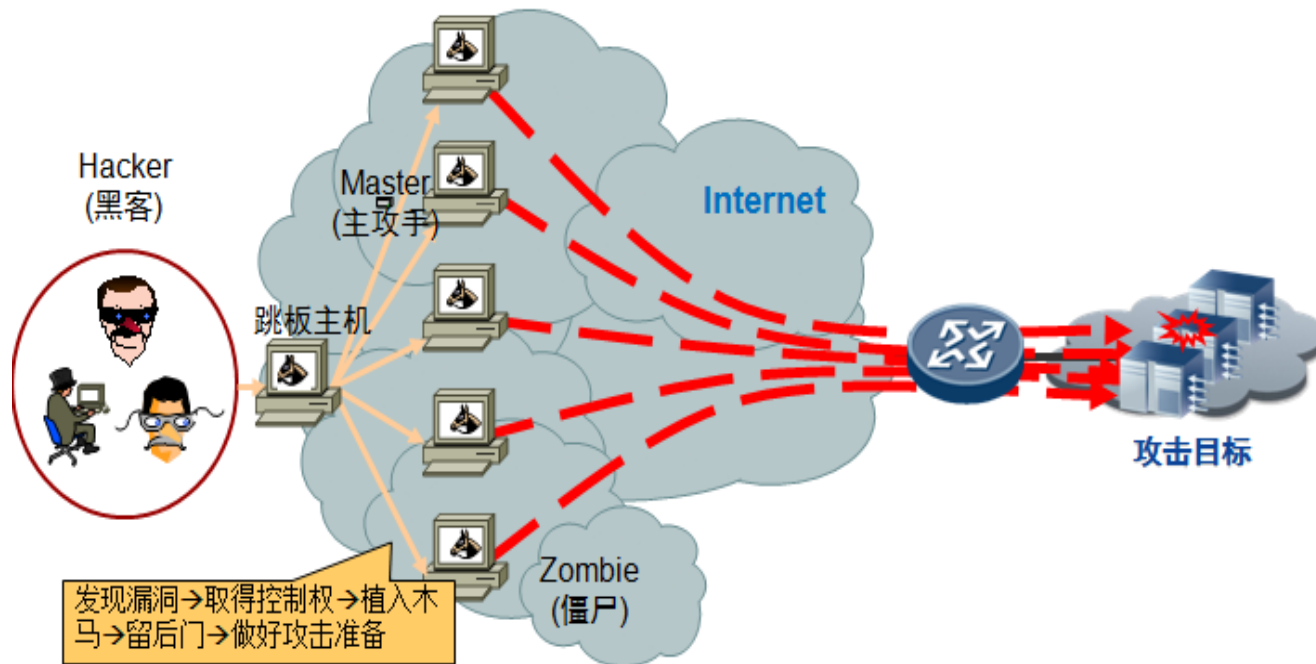 Hacker
(黑客)
Master
(主攻手)
Internet
跳板主机
攻击目标
Zombie
(僵尸)
发现漏洞→取得控制权→植入木
马→留后门→做好攻击准备